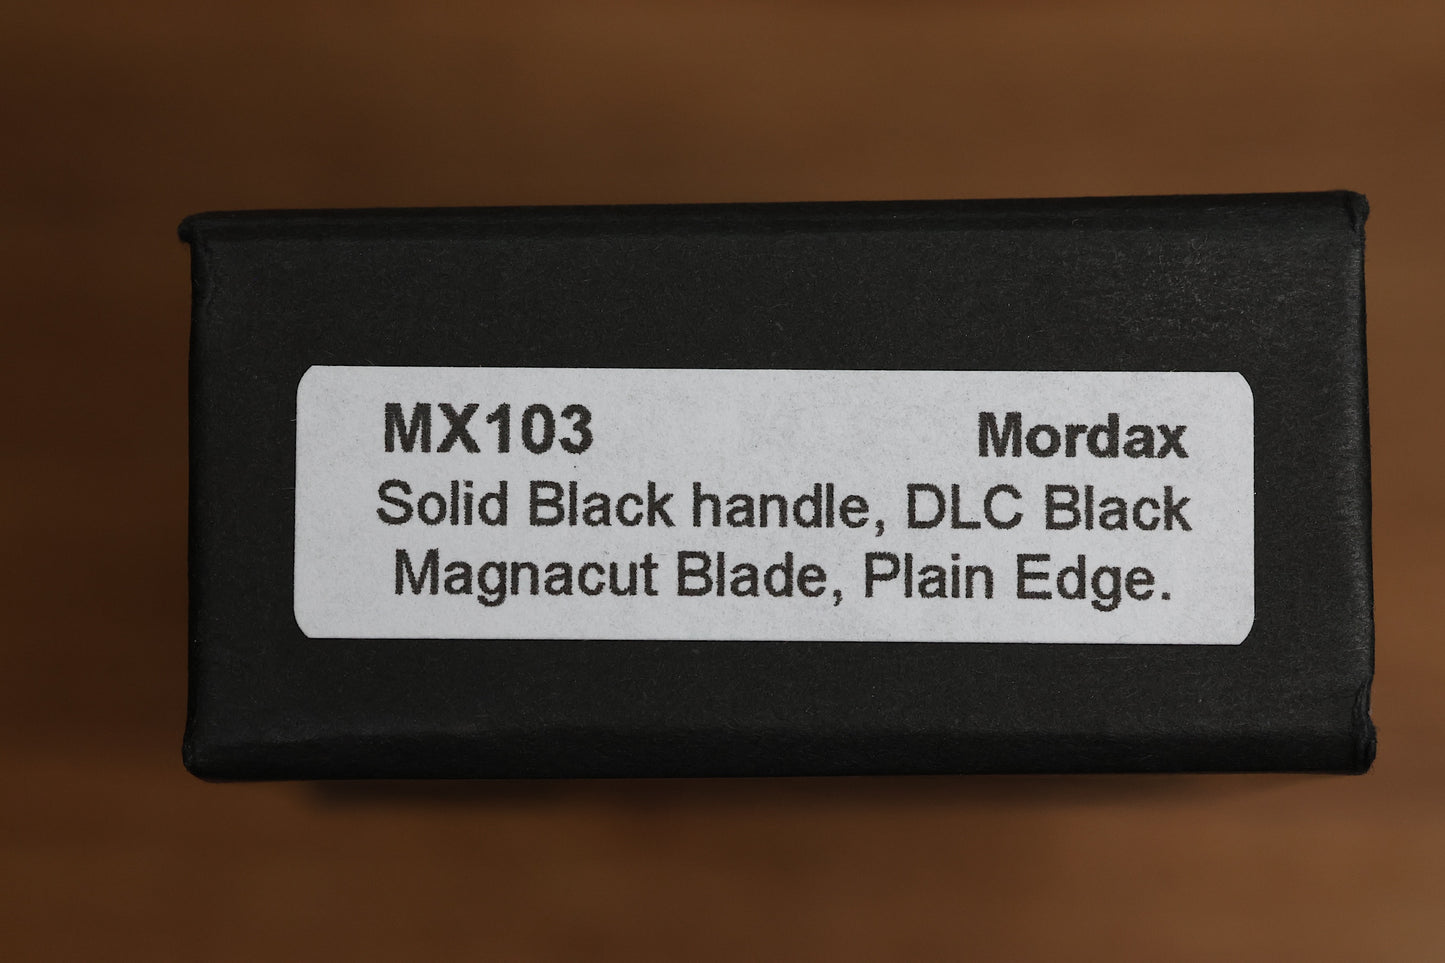 MX103 Mordax
Solid Black handle, DLC Black
Magnacut Blade, Plain Edge.